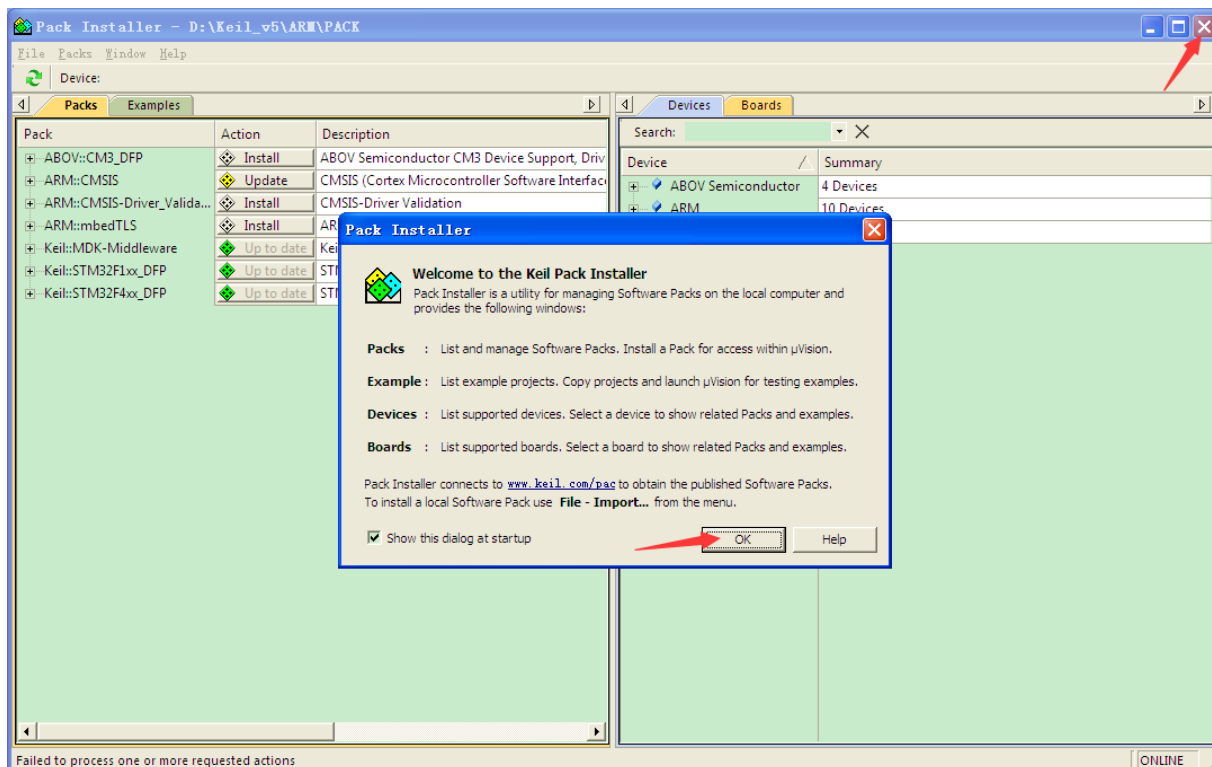 Pack Installer - D:\Keil_v5\ARM\PACK
File Packs Window Help
Device:
Packs Examples
Devices Boards
Search:
Pack Action Description
Device Summary
ABOV::CM3_DFP Install ABOV Semiconductor CM3 Device Support, Driv
ARM::CMSIS Update CMSIS (Cortex Microcontroller Software Interfac
ARM::CMSIS-Driver_Valida... Install CMSIS-Driver Validation
ARM::mbedTLS Install AR
Keil::MDK-Middleware Up to date Kei
Keil::STM32F1xx_DFP Up to date STM
Keil::STM32F4xx_DFP Up to date STM
ABOV Semiconductor 4 Devices
ARM 10 Devices
Pack Installer
Welcome to the Keil Pack Installer
Pack Installer is a utility for managing Software Packs on the local computer and
provides the following windows:
Packs : List and manage Software Packs. Install a Pack for access within µVision.
Example : List example projects. Copy projects and launch µVision for testing examples.
Devices : List supported devices. Select a device to show related Packs and examples.
Boards : List supported boards. Select a board to show related Packs and examples.
Pack Installer connects to www.keil.com/pac to obtain the published Software Packs.
To install a local Software Pack use File - Import... from the menu.
Show this dialog at startup
OK Help
Failed to process one or more requested actions
ONLINE